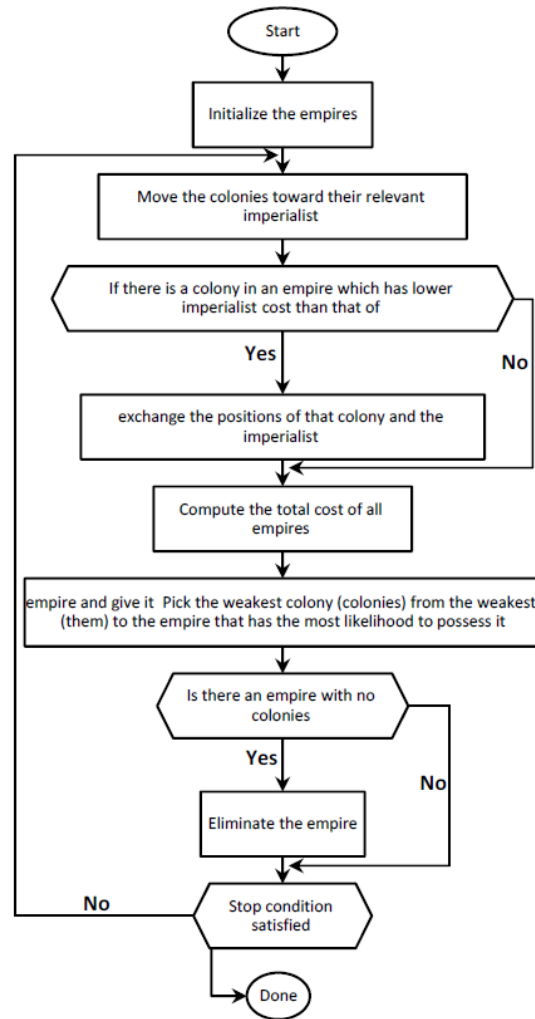 Start
Initialize the empires
Move the colonies toward their relevant
imperialist
If there is a colony in an empire which has lower
imperialist cost than that of
Yes
No
exchange the positions of that colony and the
imperialist
Compute the total cost of all
empires
empire and give it Pick the weakest colony (colonies) from the weakest
(them) to the empire that has the most likelihood to possess it
Is there an empire with no
colonies
Yes
No
Eliminate the empire
No
Stop condition
satisfied
Done